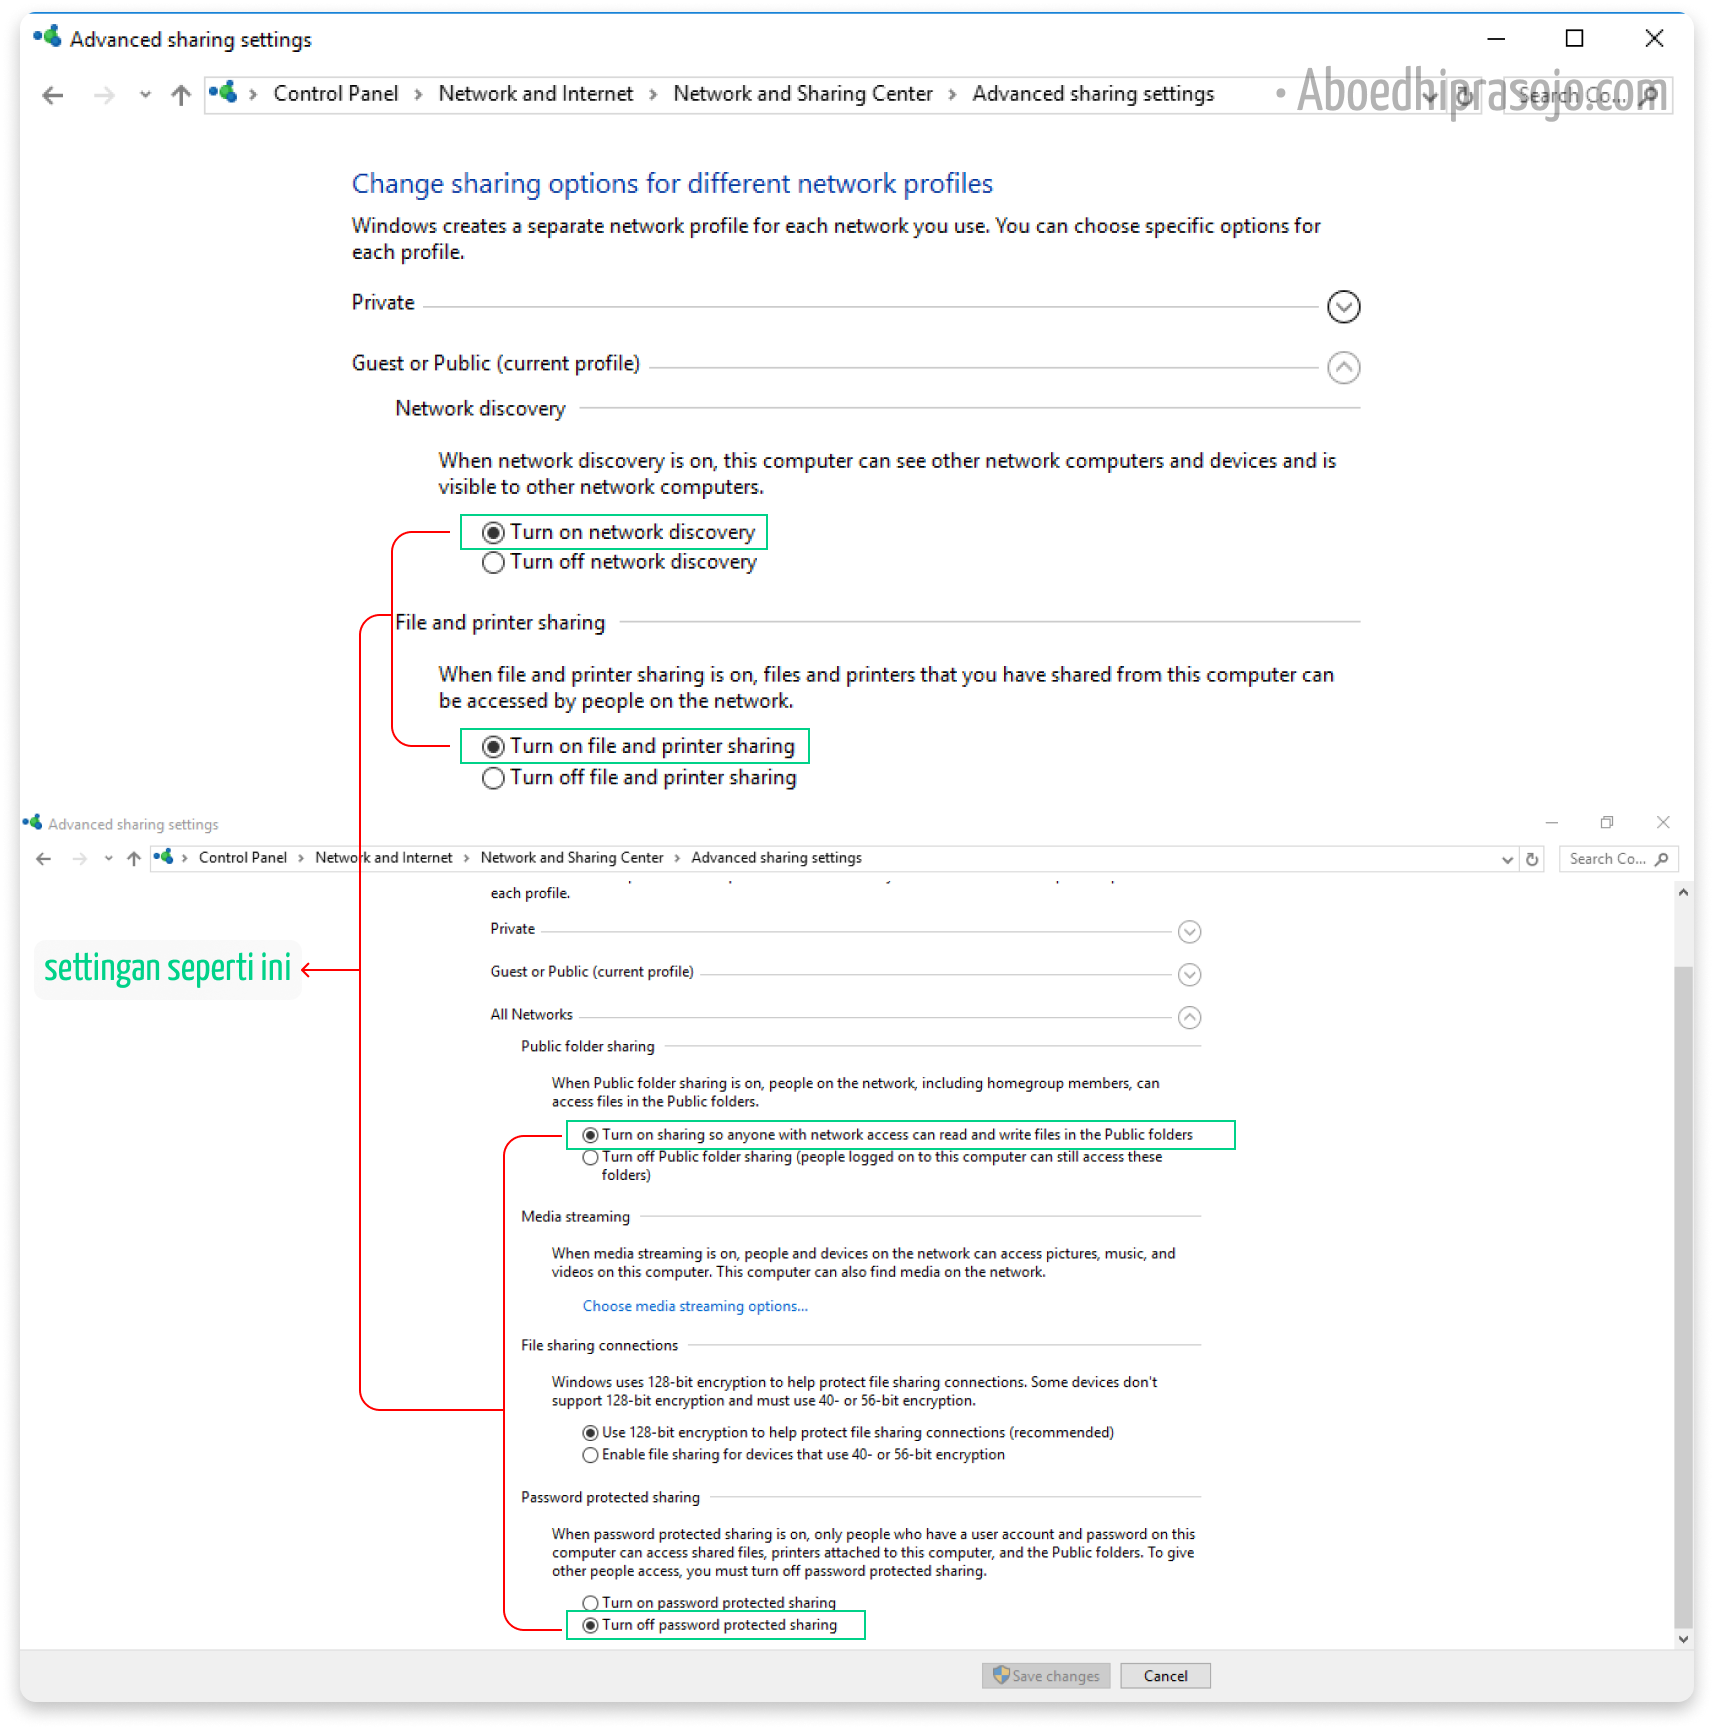 Advanced sharing settings
Control Panel > Network and Internet > Network and Sharing Center > Advanced sharing settings
• Aboedhiprasojo.com
Search Co...
Change sharing options for different network profiles
Windows creates a separate network profile for each network you use. You can choose specific options for
each profile.
Private
Guest or Public (current profile)
Network discovery
When network discovery is on, this computer can see other network computers and devices and is
visible to other network computers.
Turn on network discovery
Turn off network discovery
File and printer sharing
When file and printer sharing is on, files and printers that you have shared from this computer can
be accessed by people on the network.
Turn on file and printer sharing
Turn off file and printer sharing
Advanced sharing settings
Control Panel > Network and Internet > Network and Sharing Center > Advanced sharing settings
Search Co...
each profile.
Private
settingan seperti ini
Guest or Public (current profile)
All Networks
Public folder sharing
When Public folder sharing is on, people on the network, including homegroup members, can
access files in the Public folders.
Turn on sharing so anyone with network access can read and write files in the Public folders
Turn off Public folder sharing (people logged on to this computer can still access these
folders)
Media streaming
When media streaming is on, people and devices on the network can access pictures, music, and
videos on this computer. This computer can also find media on the network.
Choose media streaming options...
File sharing connections
Windows uses 128-bit encryption to help protect file sharing connections. Some devices don't
support 128-bit encryption and must use 40- or 56-bit encryption.
Use 128-bit encryption to help protect file sharing connections (recommended)
Enable file sharing for devices that use 40- or 56-bit encryption
Password protected sharing
When password protected sharing is on, only people who have a user account and password on this
computer can access shared files, printers attached to this computer, and the Public folders. To give
other people access, you must turn off password protected sharing.
Turn on password protected sharing
Turn off password protected sharing
Save changes
Cancel